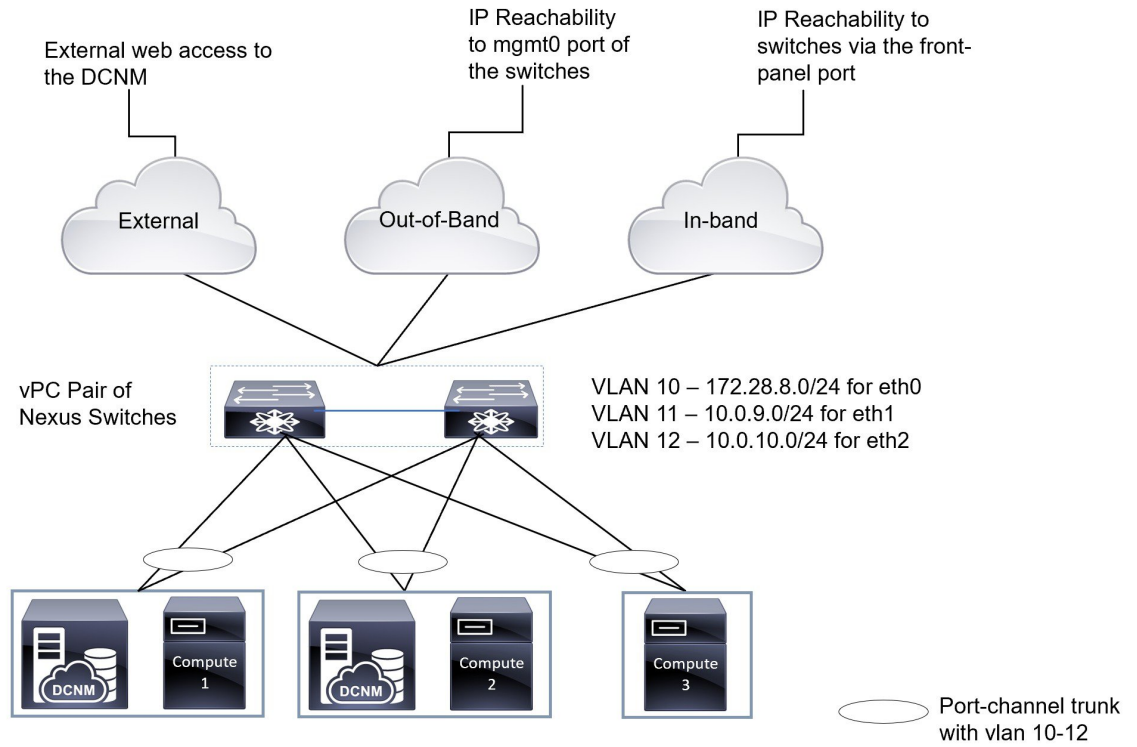 External web access to
the DCNM
IP Reachability
to mgmt0 port of
the switches
IP Reachability to
switches via the front-
panel port
External
Out-of-Band
In-band
vPC Pair of
Nexus Switches
VLAN 10 – 172.28.8.0/24 for eth0
VLAN 11 – 10.0.9.0/24 for eth1
VLAN 12 – 10.0.10.0/24 for eth2
DCNM
Compute
1
DCNM
Compute
2
Compute
3
Port-channel trunk
with vlan 10-12